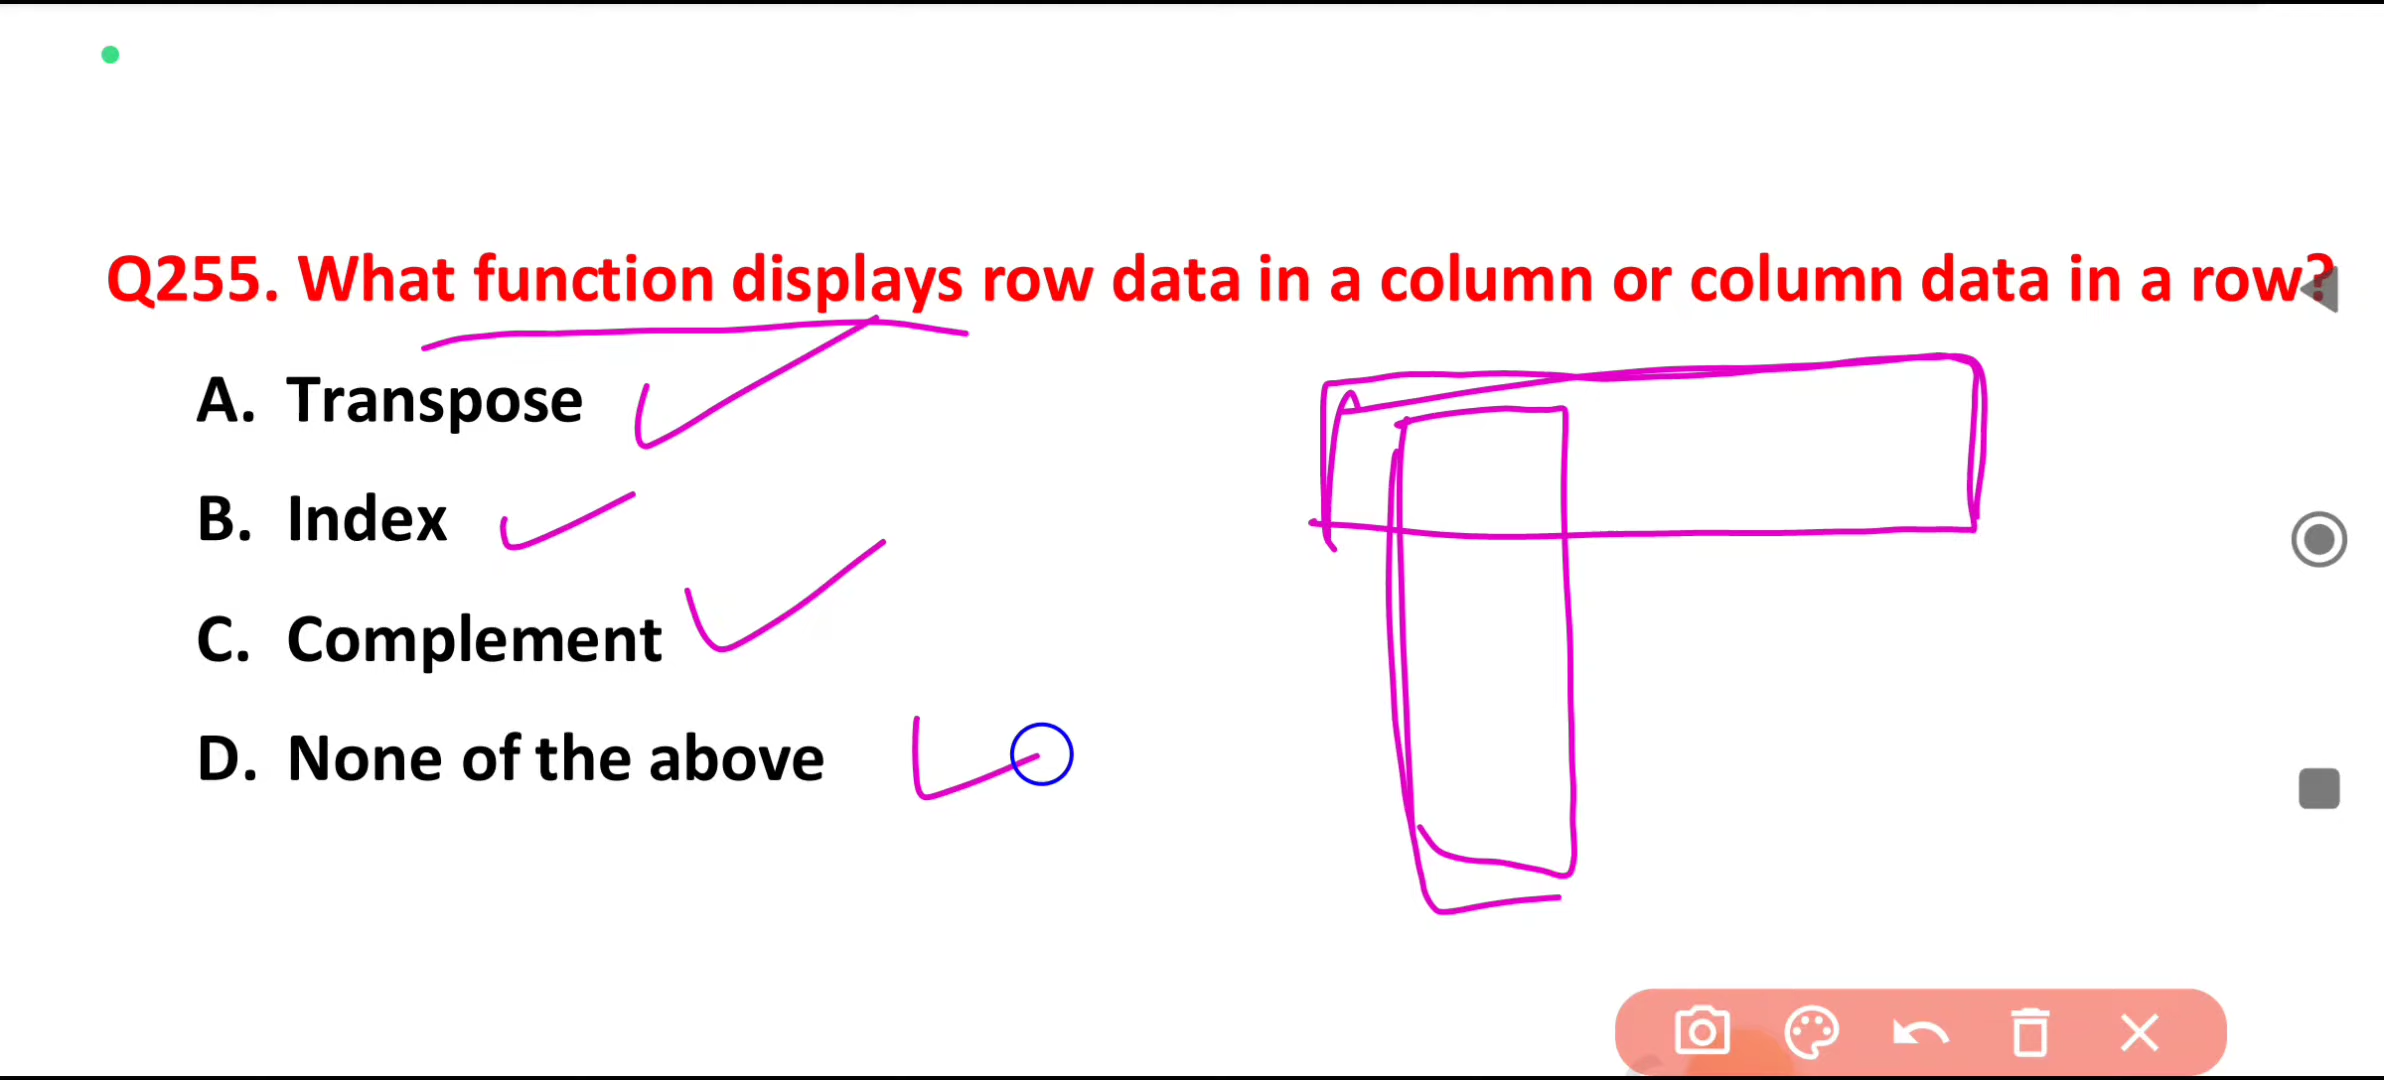 Q255. What function displays row data in a column or column data in a row?
A. Transpose
B. Index
C. Complement
D. None of the above